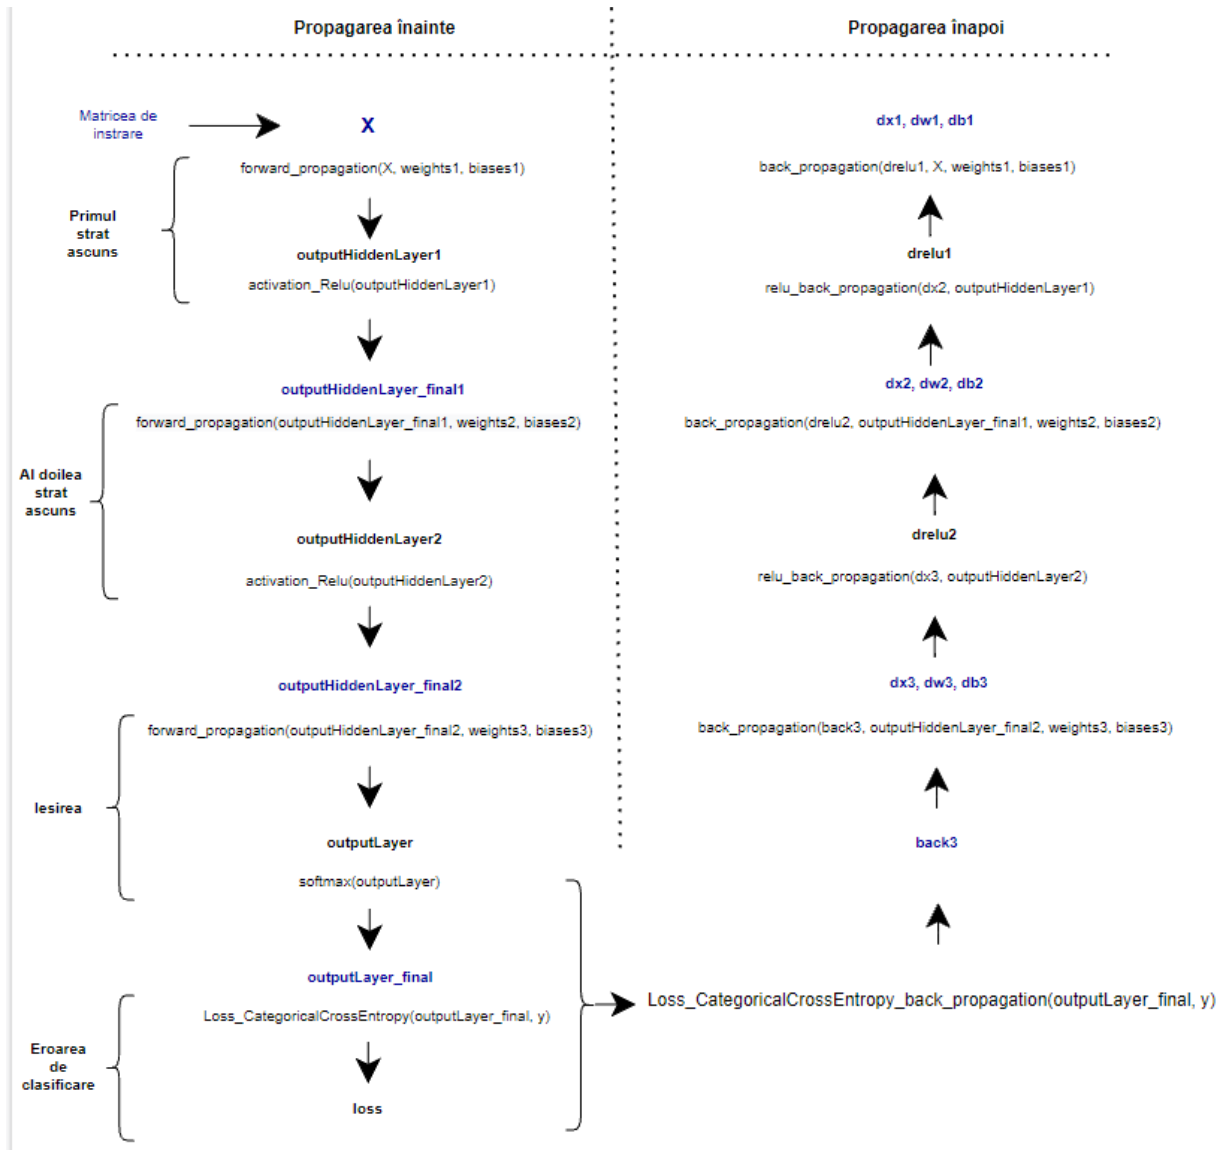 Propagarea înainte
Propagarea înapoi
Matricea de
instrare
X
forward_propagation(X, weights1, biases1)
Primul
strat
ascuns
outputHiddenLayer1
activation_Relu(outputHiddenLayer1)
outputHiddenLayer_final1
forward_propagation(outputHiddenLayer_final1, weights2, biases2)
Al doilea
strat
ascuns
outputHiddenLayer2
activation_Relu(outputHiddenLayer2)
outputHiddenLayer_final2
forward_propagation(outputHiddenLayer_final2, weights3, biases3)
Iesirea
outputLayer
softmax(outputLayer)
outputLayer_final
Loss_CategoricalCrossEntropy(outputLayer_final, y)
Eroarea
de
clasificare
loss
dx1, dw1, db1
back_propagation(drelu1, X, weights1, biases1)
drelu1
relu_back_propagation(dx2, outputHiddenLayer1)
dx2, dw2, db2
back_propagation(drelu2, outputHiddenLayer_final1, weights2, biases2)
drelu2
relu_back_propagation(dx3, outputHiddenLayer2)
dx3, dw3, db3
back_propagation(back3, outputHiddenLayer_final2, weights3, biases3)
back3
Loss_CategoricalCrossEntropy_back_propagation(outputLayer_final, y)